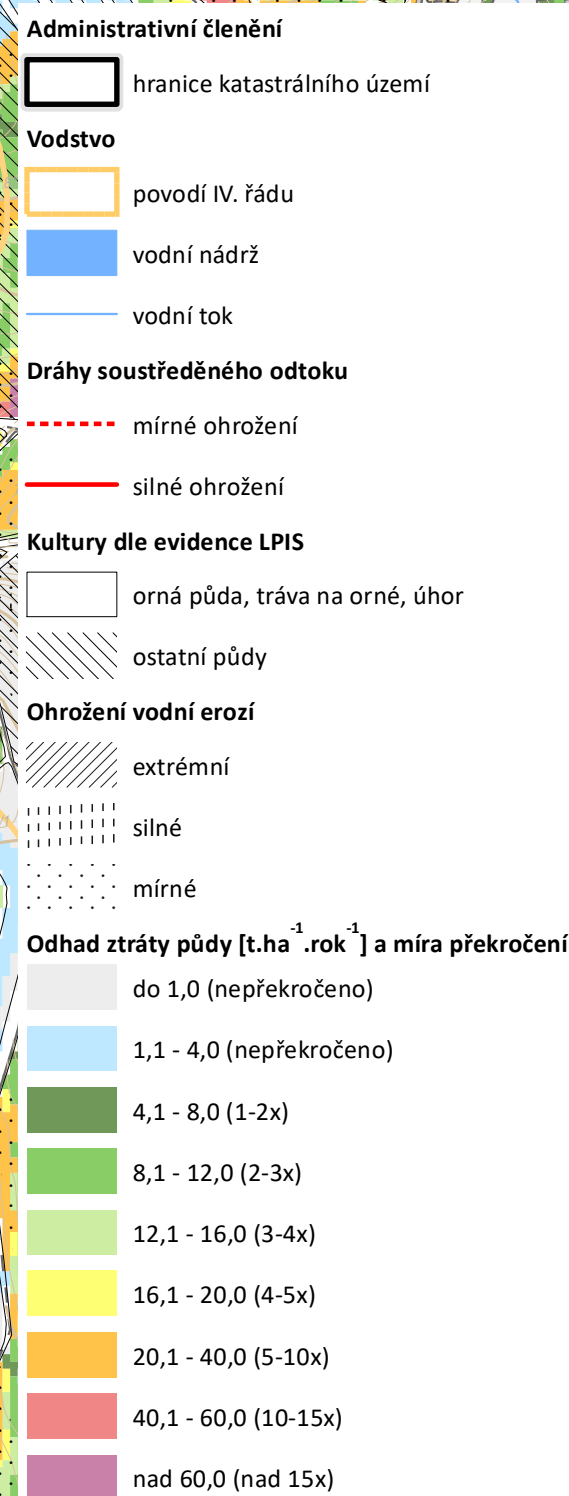 Administrativní členění
hranice katastrálního území
Vodstvo
povodí IV. řádu
vodní nádrž
vodní tok
Dráhy soustředěného odtoku
mírné ohrožení
silné ohrožení
Kultury dle evidence LPIS
orná půda, tráva na orné, úhor
ostatní půdy
Ohrožení vodní erozí
extrémní
silné
mírné
Odhad ztráty půdy [t.ha⁻¹.rok⁻¹] a míra překročení
do 1,0 (nepřekročeno)
1,1 - 4,0 (nepřekročeno)
4,1 - 8,0 (1-2x)
8,1 - 12,0 (2-3x)
12,1 - 16,0 (3-4x)
16,1 - 20,0 (4-5x)
20,1 - 40,0 (5-10x)
40,1 - 60,0 (10-15x)
nad 60,0 (nad 15x)